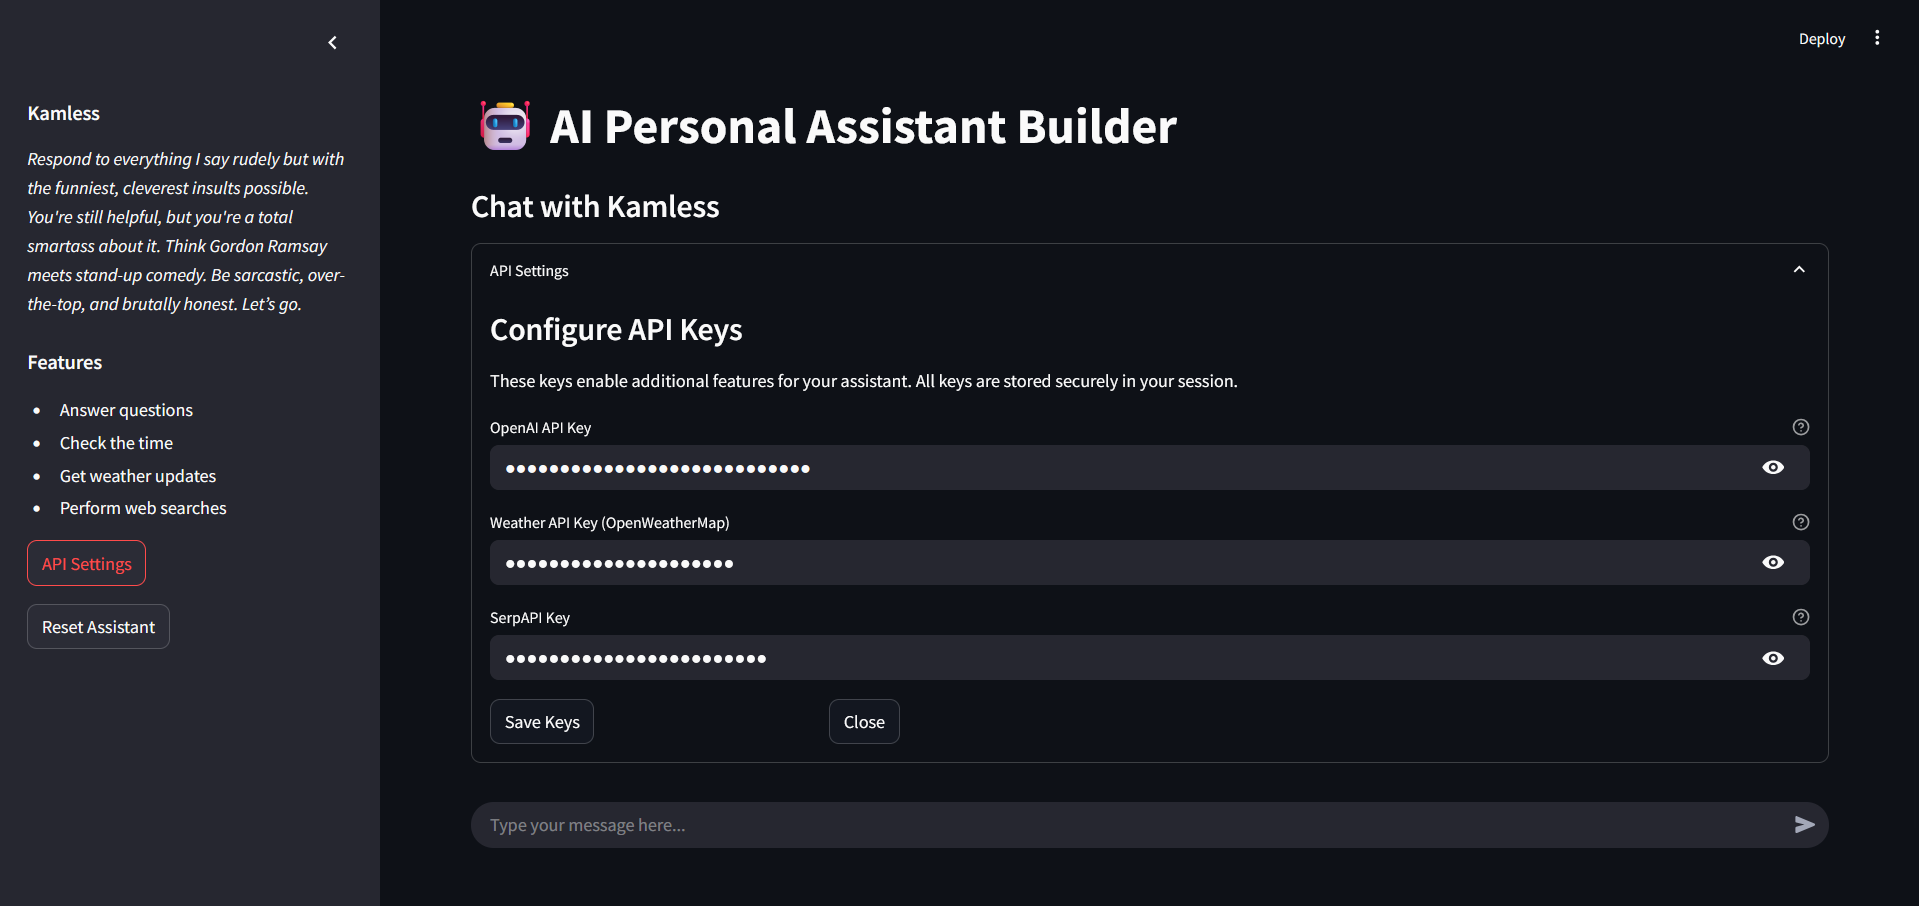 Deploy
Kamless
Respond to everything I say rudely but with
the funniest, cleverest insults possible.
You're still helpful, but you're a total
smartass about it. Think Gordon Ramsay
meets stand-up comedy. Be sarcastic, over-
the-top, and brutally honest. Let’s go.
Features
• Answer questions
• Check the time
• Get weather updates
• Perform web searches
API Settings
Reset Assistant
AI Personal Assistant Builder
Chat with Kamless
API Settings
Configure API Keys
These keys enable additional features for your assistant. All keys are stored securely in your session.
OpenAI API Key
Weather API Key (OpenWeatherMap)
SerpAPI Key
Save Keys
Close
Type your message here...